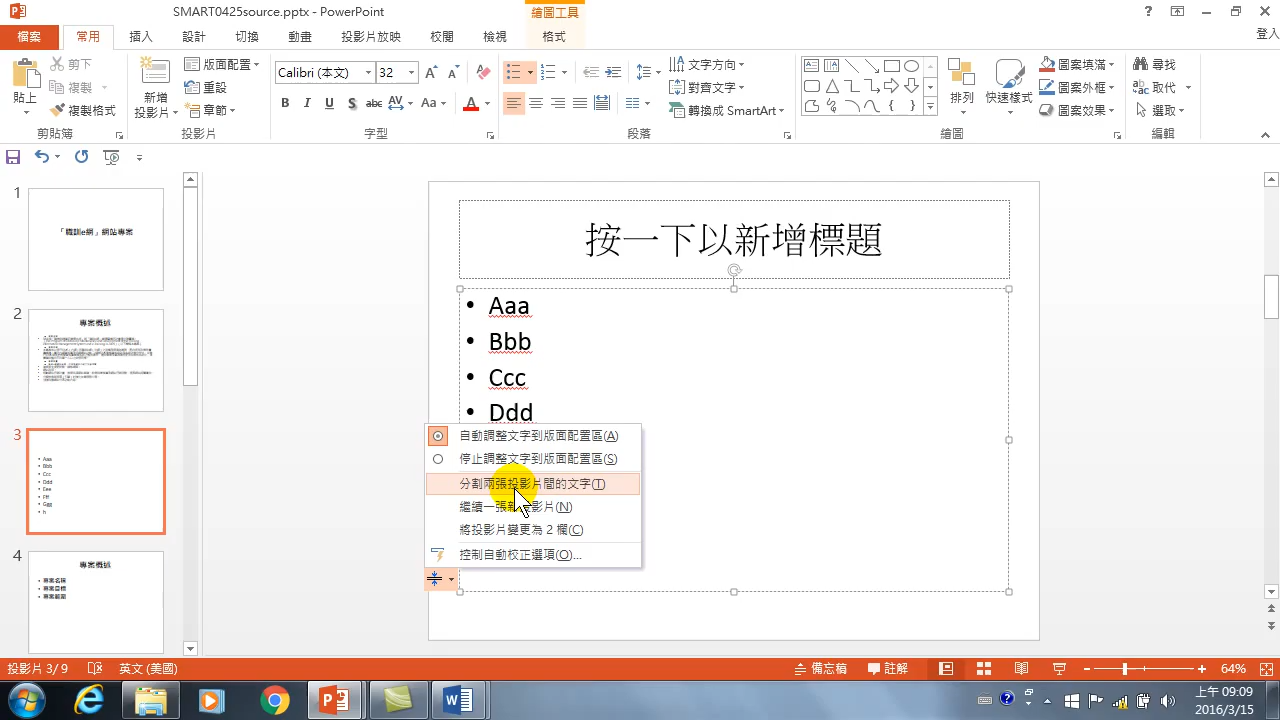 SMART0425source.pptx - PowerPoint
繪圖工具
檔案 常用 插入 設計 切換 動畫 投影片放映 校閱 檢視 格式 登入
貼上 剪下 複製 複製格式 剪貼簿
新增投影片 版面配置 重設 章節 投影片
Calibri (本文) 32
B I U S abc AV Aa A A A
字型
文字方向 對齊文字 轉換成 SmartArt 段落
排列 快速樣式 圖案填滿 圖案外框 圖案效果 繪圖
尋找 取代 選取 編輯
1
「職訓e網」網站專案
2
專案概述
3
Aaa
Bbb
Ccc
Ddd
Eee
Fff
Ggg
h
4
專案概述
專案名稱
專案目標
專案範圍
按一下以新增標題
• Aaa
• Bbb
• Ccc
• Ddd
自動調整文字到版面配置區(A)
停止調整文字到版面配置區(S)
分割兩張投影片間的文字(T)
繼續一張新投影片(N)
將投影片變更為 2 欄(C)
控制自動校正選項(O)...
投影片 3/9 英文 (美國) 備忘稿 註解 64%
上午 09:09
2016/3/15